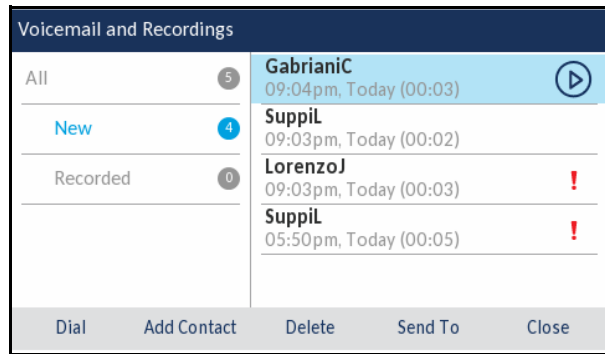 Voicemail and Recordings
All 5
New 4
Recorded 0
GabrianiC
09:04pm, Today (00:03)
SuppiL
09:03pm, Today (00:02)
LorenzoJ
09:03pm, Today (00:03)
!
SuppiL
05:50pm, Today (00:05)
!
Dial Add Contact Delete Send To Close